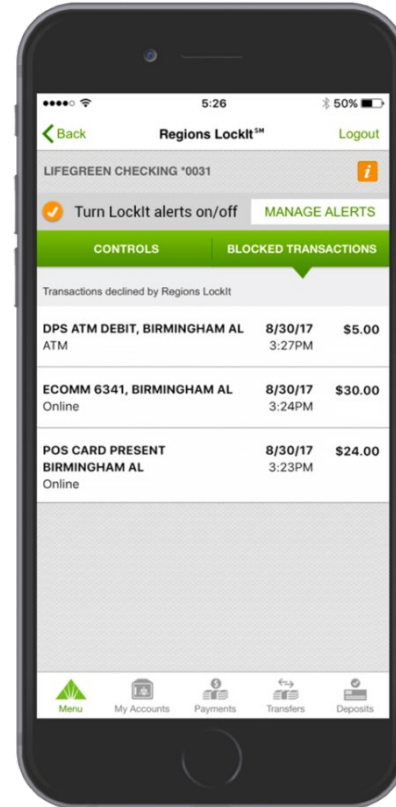 5:26
50%
Back
Regions LockIt℠
Logout
LIFEGREEN CHECKING *0031
i
Turn LockIt alerts on/off
MANAGE ALERTS
CONTROLS
BLOCKED TRANSACTIONS
Transactions declined by Regions LockIt
DPS ATM DEBIT, BIRMINGHAM AL 8/30/17 $5.00
ATM 3:27PM
ECOMM 6341, BIRMINGHAM AL 8/30/17 $30.00
Online 3:24PM
POS CARD PRESENT 8/30/17 $24.00
BIRMINGHAM AL 3:23PM
Online
Menu My Accounts Payments Transfers Deposits